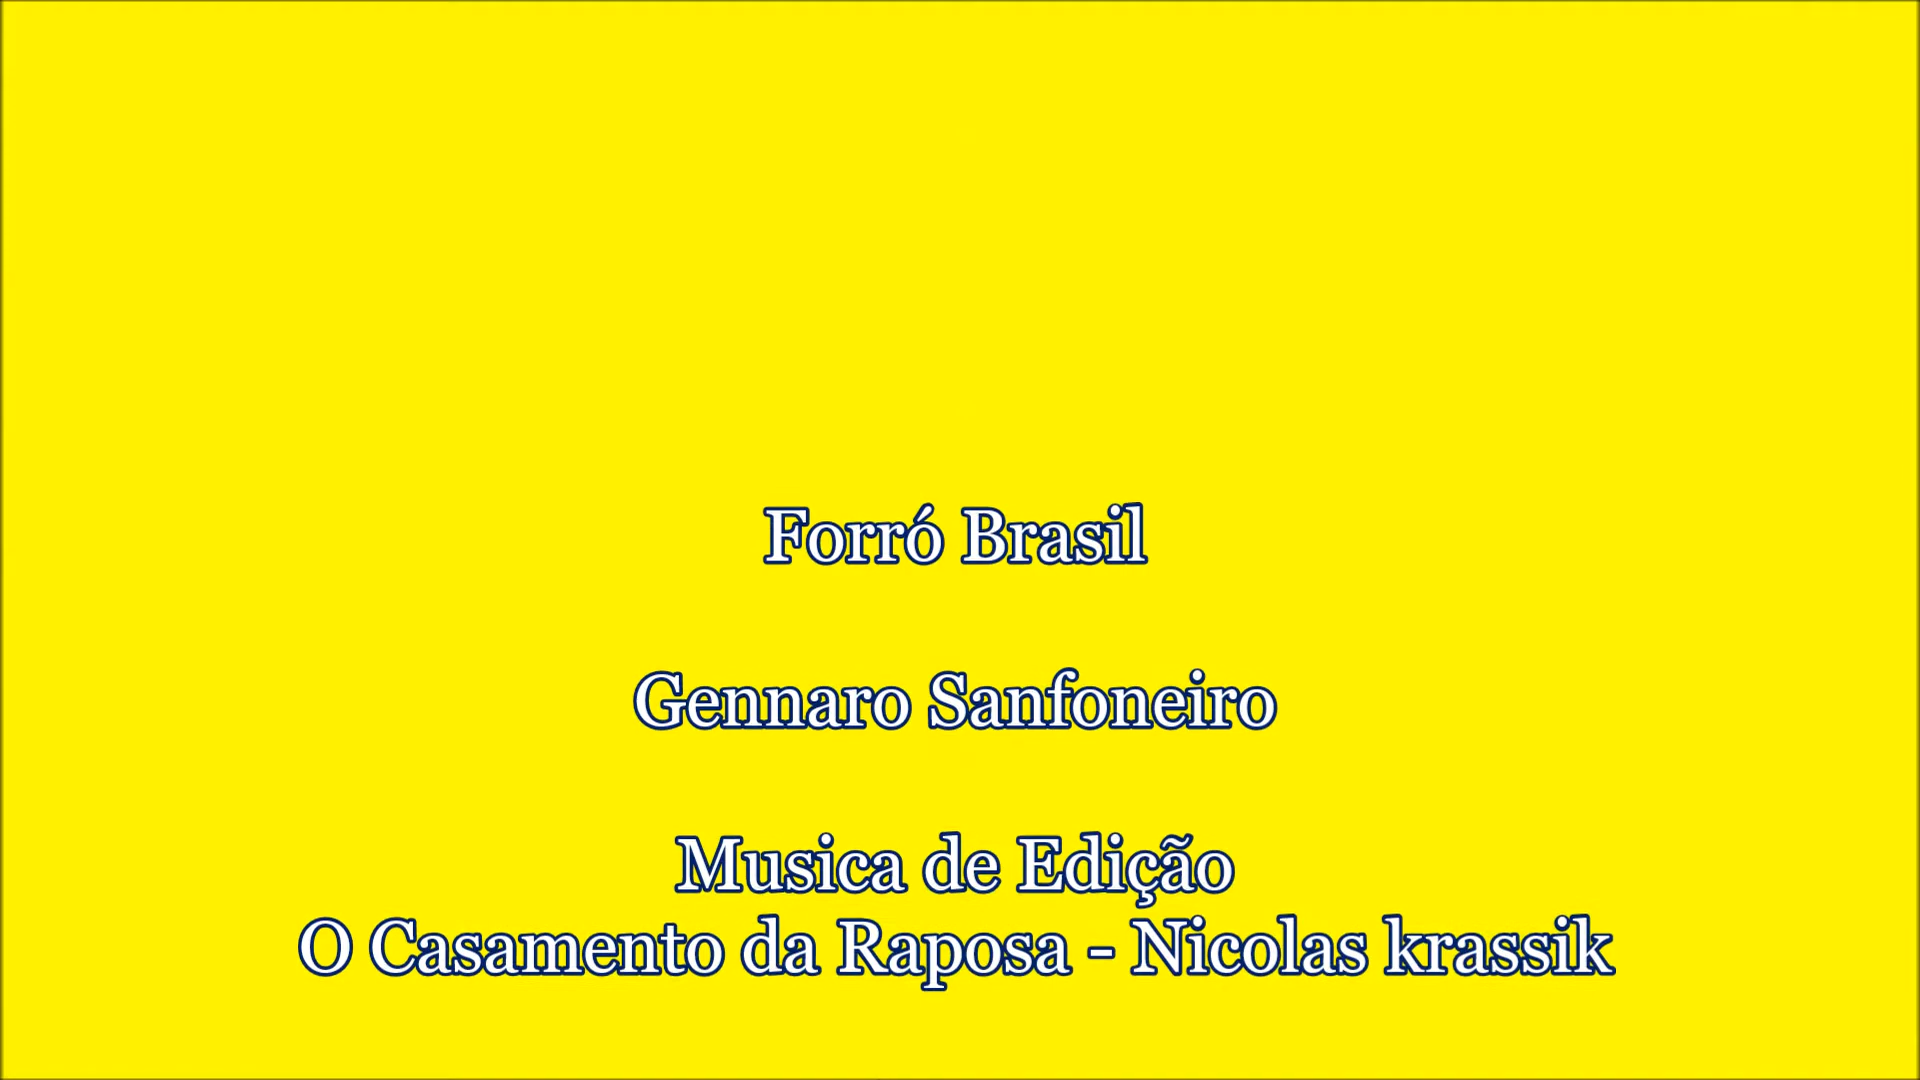 Forró Brasil
Gennaro Sanfoneiro
Musica de Edição
O Casamento da Raposa - Nicolas krassik